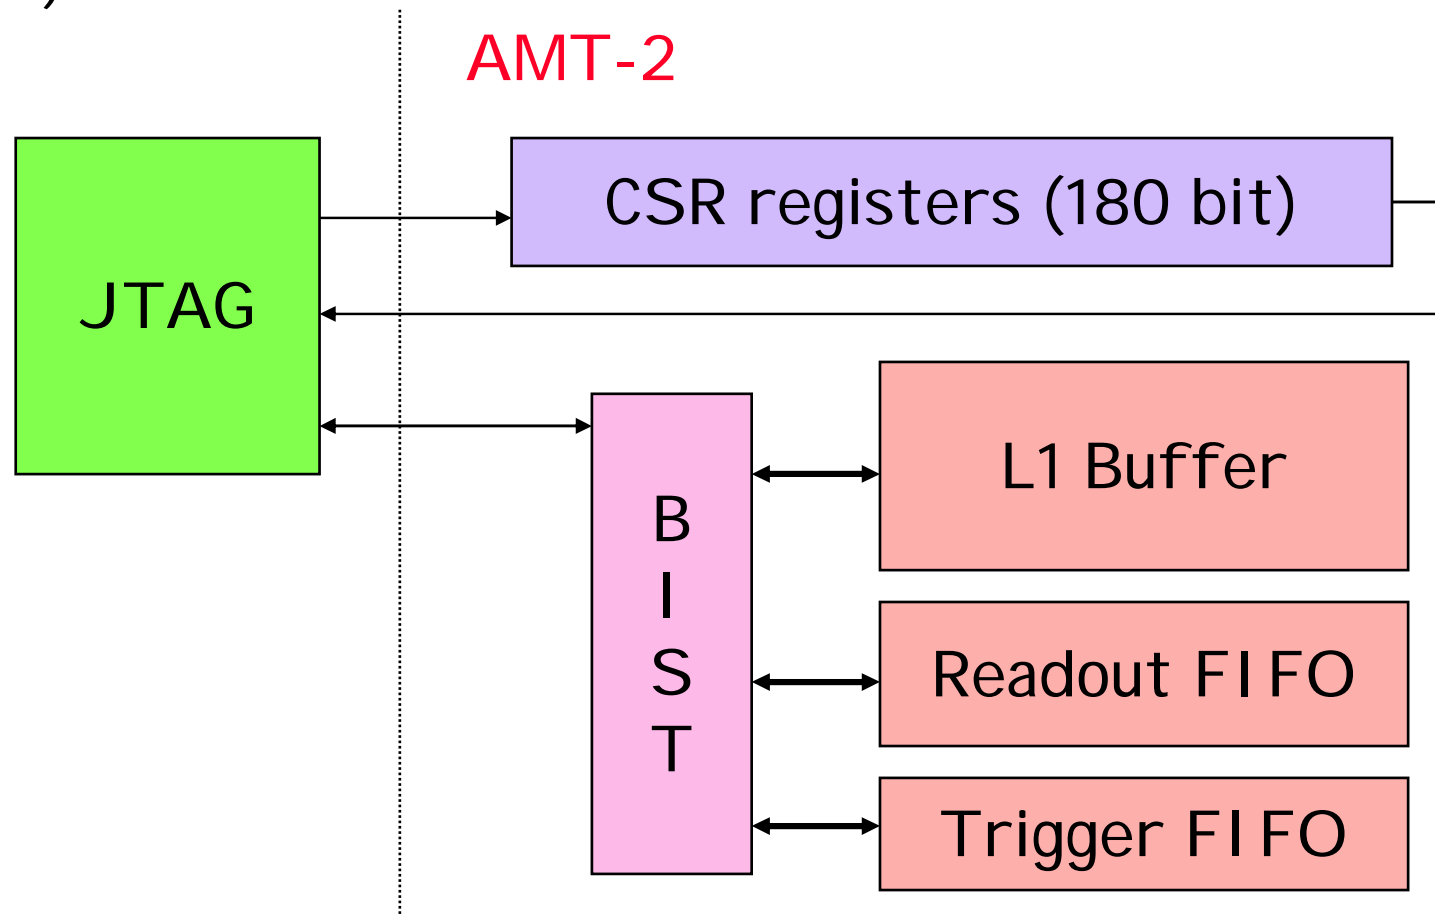 )
AMT-2
CSR registers (180 bit)
JTAG
L1 Buffer
B
I
S
T
Readout FIFO
Trigger FIFO